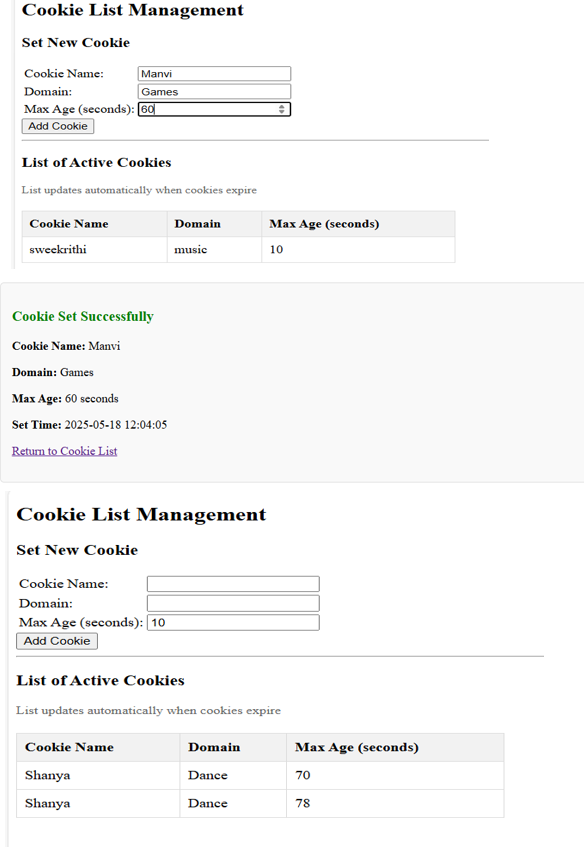 Cookie List Management
Set New Cookie
Cookie Name: Manvi
Domain: Games
Max Age (seconds): 60
Add Cookie
List of Active Cookies
List updates automatically when cookies expire
Cookie Name Domain Max Age (seconds)
sweekrithi music 10
Cookie Set Successfully
Cookie Name: Manvi
Domain: Games
Max Age: 60 seconds
Set Time: 2025-05-18 12:04:05
Return to Cookie List
Cookie List Management
Set New Cookie
Cookie Name:
Domain:
Max Age (seconds): 10
Add Cookie
List of Active Cookies
List updates automatically when cookies expire
Cookie Name Domain Max Age (seconds)
Shanya Dance 70
Shanya Dance 78